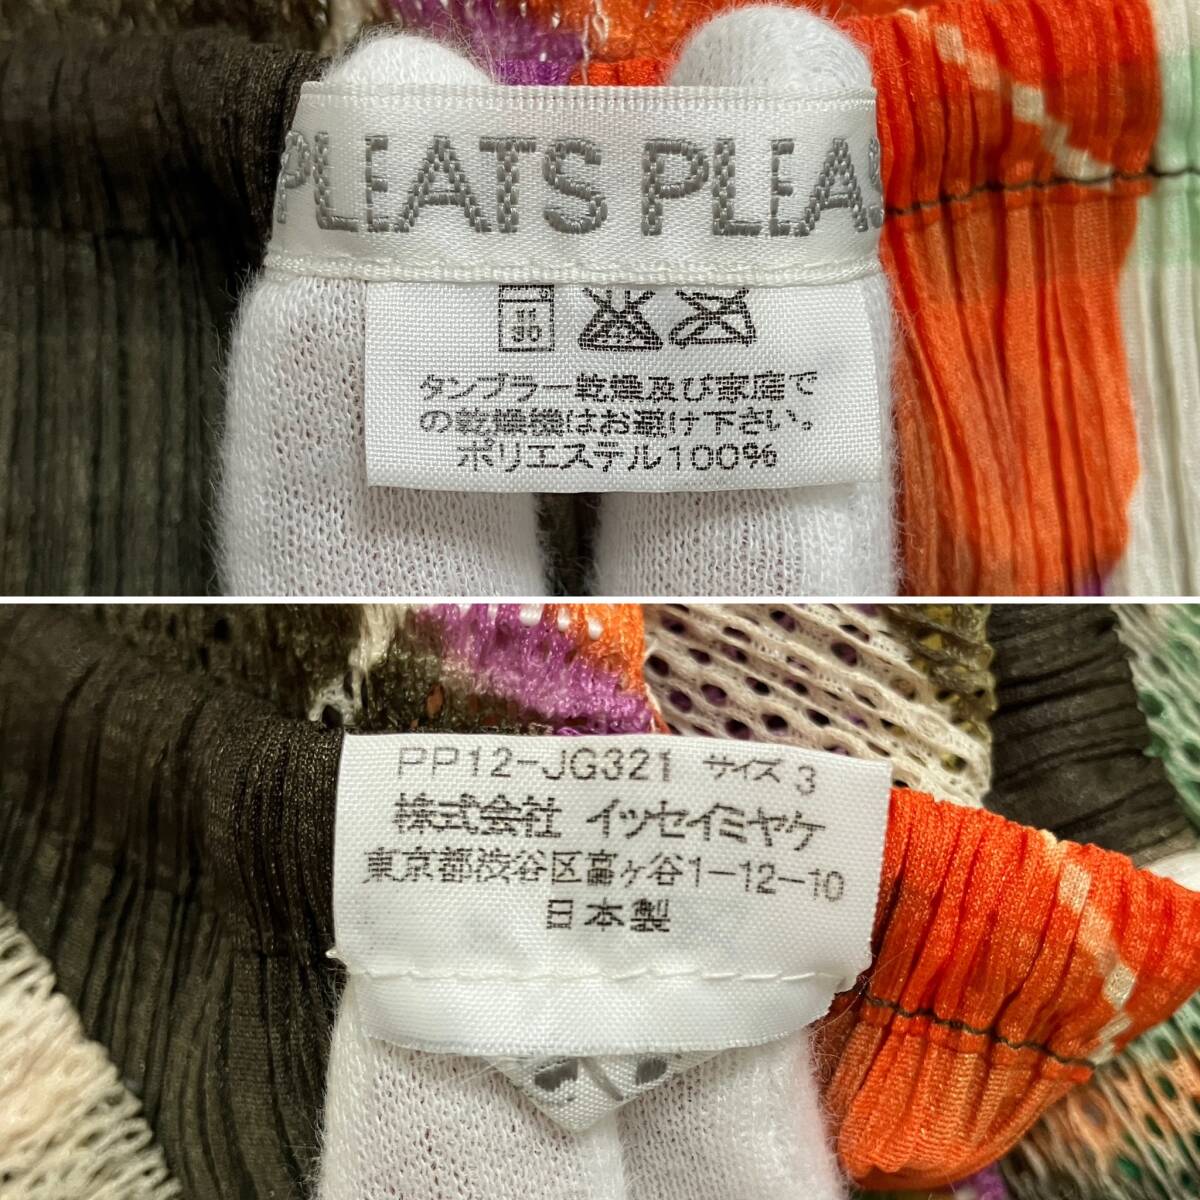 PLEATS PLEAS
30
タンブラー乾燥及び家庭で
の乾燥機はお避け下さい。
ポリエステル100%
PP12-JG321 サイズ 3
株式会社 イッセイミヤケ
東京都渋谷区富ヶ谷1-12-10
日本製